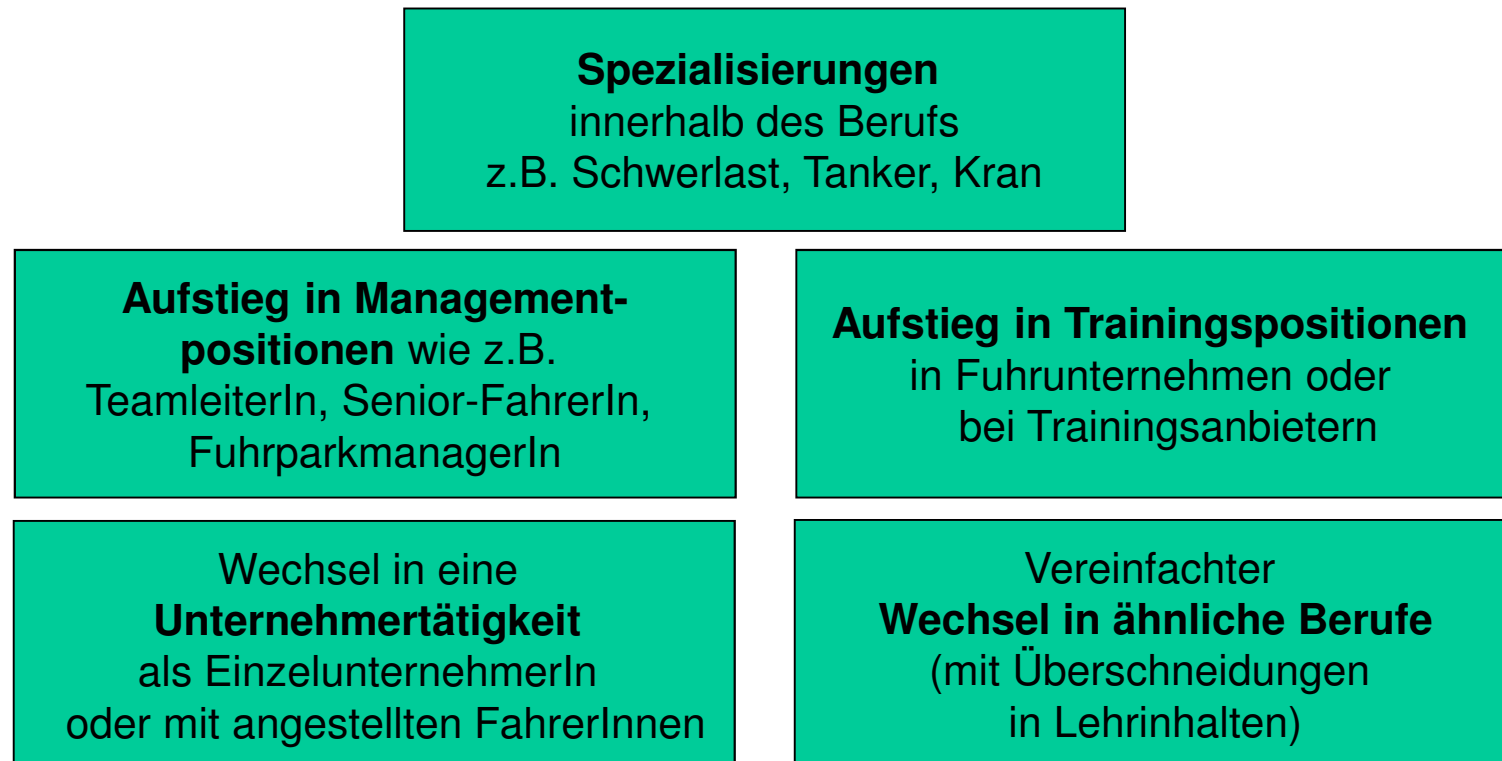 Spezialisierungen
innerhalb des Berufs
z.B. Schwerlast, Tanker, Kran
Aufstieg in Management-
positionen wie z.B.
TeamleiterIn, Senior-FahrerIn,
FuhrparkmanagerIn
Aufstieg in Trainingspositionen
in Fuhrunternehmen oder
bei Trainingsanbietern
Wechsel in eine
Unternehmertätigkeit
als EinzelunternehmerIn
oder mit angestellten FahrerInnen
Vereinfachter
Wechsel in ähnliche Berufe
(mit Überschneidungen
in Lehrinhalten)